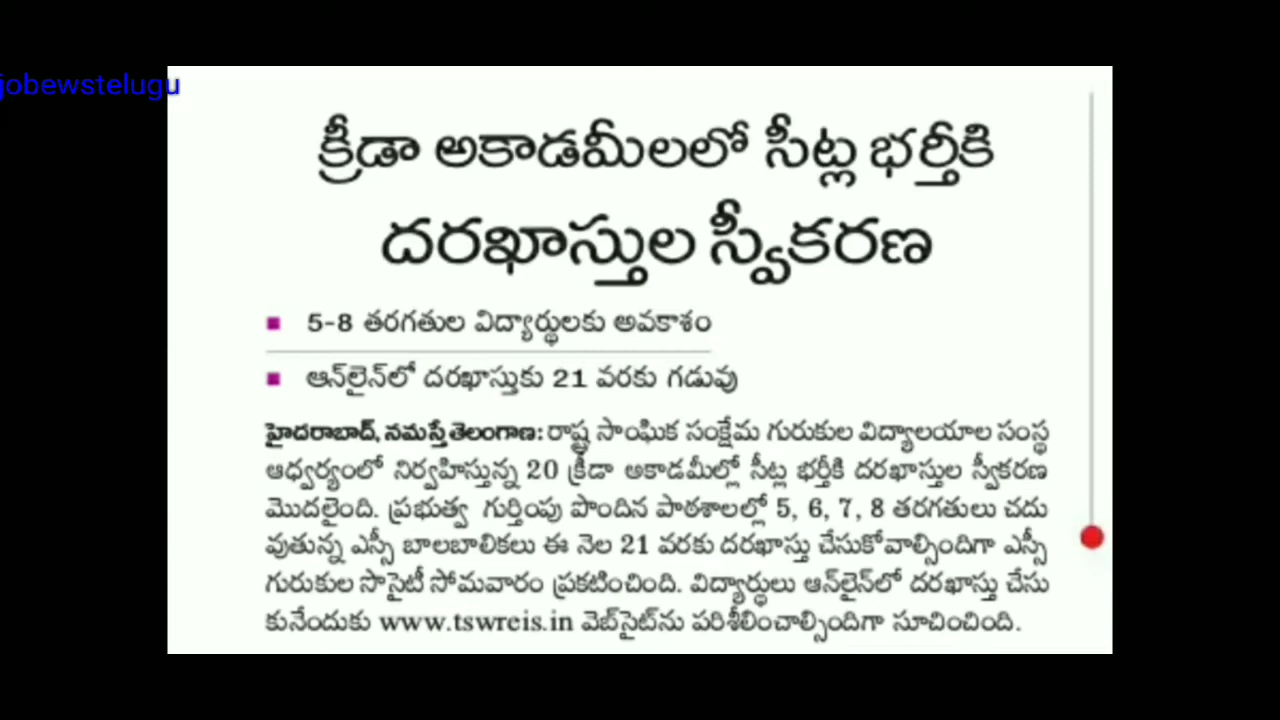 jobewstelugu
క్రీడా అకాడమీలలో సీట్ల భర్తీకి
దరఖాస్తుల స్వీకరణ
5-8 తరగతుల విద్యార్థులకు అవకాశం
ఆన్‌లైన్‌లో దరఖాస్తుకు 21 వరకు గడువు
హైదరాబాద్, నమస్తే తెలంగాణ: రాష్ట్ర సాంఘిక సంక్షేమ గురుకుల విద్యాలయాల సంస్థ
ఆధ్వర్యంలో నిర్వహిస్తున్న 20 క్రీడా అకాడమీల్లో సీట్ల భర్తీకి దరఖాస్తుల స్వీకరణ
మొదలైంది. ప్రభుత్వ గుర్తింపు పొందిన పాఠశాలల్లో 5, 6, 7, 8 తరగతులు చదు
వుతున్న ఎస్సీ బాలబాలికలు ఈ నెల 21 వరకు దరఖాస్తు చేసుకోవాల్సిందిగా ఎస్సీ
గురుకుల సొసైటీ సోమవారం ప్రకటించింది. విద్యార్థులు ఆన్‌లైన్‌లో దరఖాస్తు చేసు
కునేందుకు www.tswreis.in వెబ్‌సైట్‌ను పరిశీలించాల్సిందిగా సూచించింది.